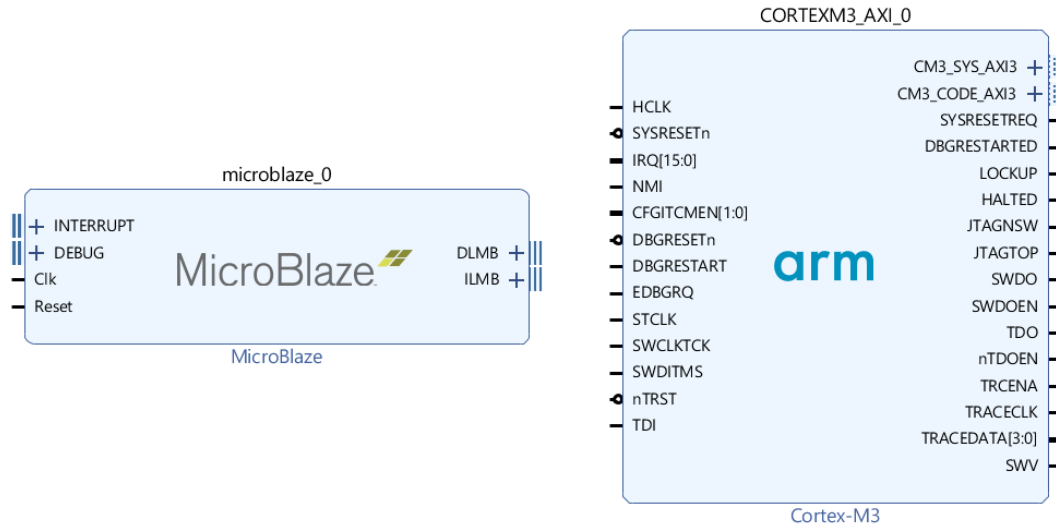 microblaze_0
INTERRUPT
DEBUG
Clk
Reset
MicroBlaze
DLMB
ILMB
MicroBlaze
CORTEXM3_AXI_0
HCLK
SYSRESETn
IRQ[15:0]
NMI
CFGITCMEN[1:0]
DBGRESETn
DBGRESTART
EDBGRQ
STCLK
SWCLKTCK
SWDITMS
nTRST
TDI
arm
CM3_SYS_AXI3
CM3_CODE_AXI3
SYSRESETREQ
DBGRESTARTED
LOCKUP
HALTED
JTAGNSW
JTAGTOP
SWDO
SWDOEN
TDO
nTDOEN
TRCENA
TRACECLK
TRACEDATA[3:0]
SWV
Cortex-M3